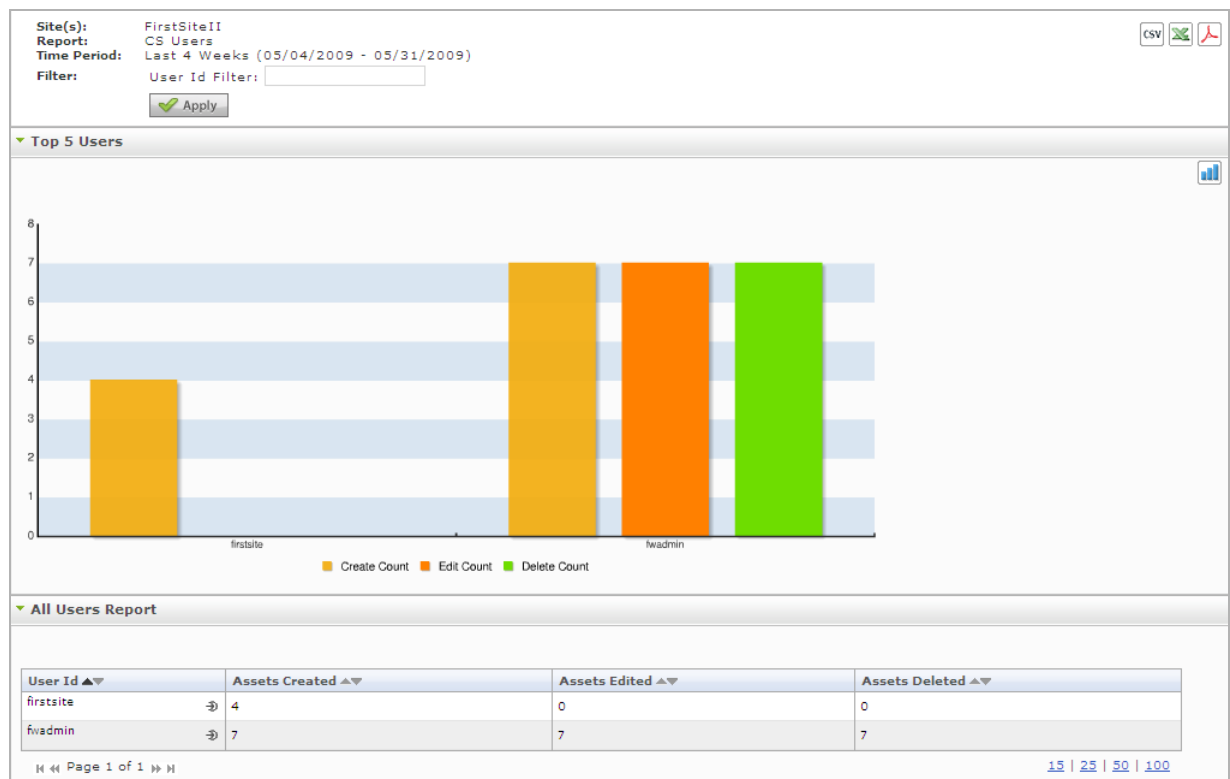 Site(s): FirstSiteII
Report: CS Users
Time Period: Last 4 Weeks (05/04/2009 - 05/31/2009)
Filter: User Id Filter:
Apply
CSV
Top 5 Users
8
7
6
5
4
3
2
1
0
firstsite fwadmin
Create Count Edit Count Delete Count
All Users Report
User Id Assets Created Assets Edited Assets Deleted
firstsite 4 0 0
fwadmin 7 7 7
Page 1 of 1 15 | 25 | 50 | 100